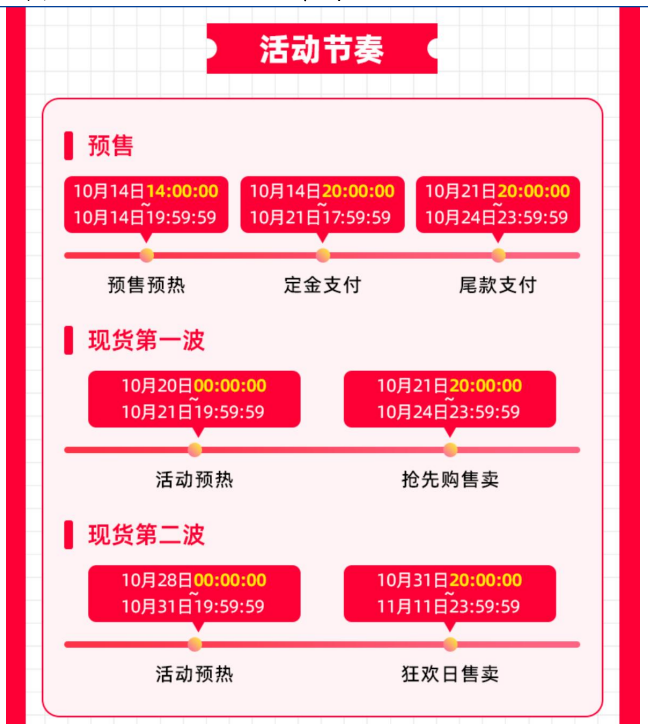 活动节奏
预售
10月14日14:00:00
~
10月14日19:59:59
10月14日20:00:00
~
10月21日17:59:59
10月21日20:00:00
~
10月24日23:59:59
预售预热
定金支付
尾款支付
现货第一波
10月20日00:00:00
~
10月21日19:59:59
10月21日20:00:00
~
10月24日23:59:59
活动预热
抢先购售卖
现货第二波
10月28日00:00:00
~
10月31日19:59:59
10月31日20:00:00
~
11月11日23:59:59
活动预热
狂欢日售卖